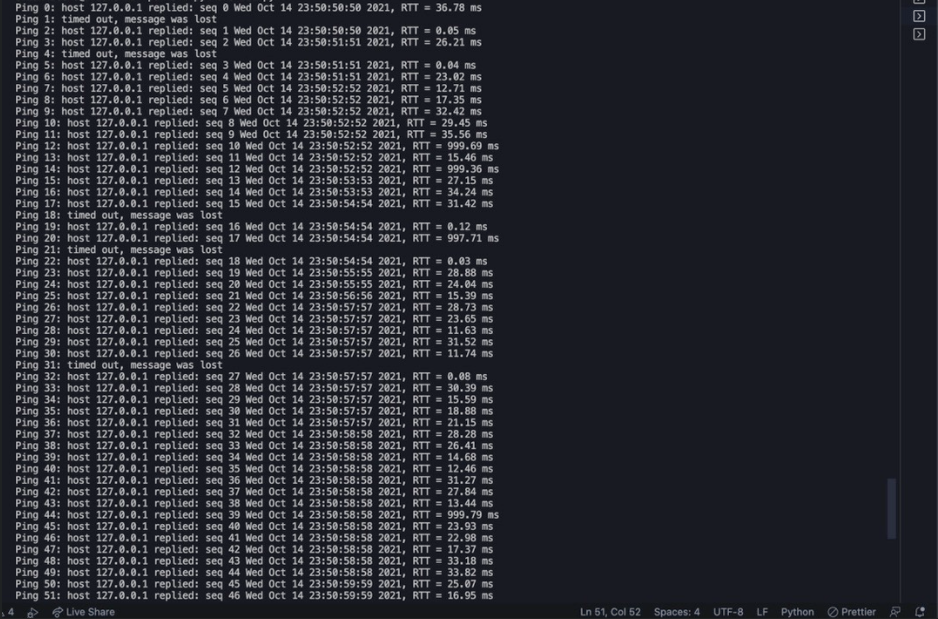 Ping 0: host 127.0.0.1 replied: seq 0 Wed Oct 14 23:50:50:50 2021, RTT = 36.78 ms
Ping 1: timed out, message was lost
Ping 2: host 127.0.0.1 replied: seq 1 Wed Oct 14 23:50:50:50 2021, RTT = 0.05 ms
Ping 3: host 127.0.0.1 replied: seq 2 Wed Oct 14 23:50:51:51 2021, RTT = 26.21 ms
Ping 4: timed out, message was lost
Ping 5: host 127.0.0.1 replied: seq 3 Wed Oct 14 23:50:51:51 2021, RTT = 0.04 ms
Ping 6: host 127.0.0.1 replied: seq 4 Wed Oct 14 23:50:51:51 2021, RTT = 23.02 ms
Ping 7: host 127.0.0.1 replied: seq 5 Wed Oct 14 23:50:52:52 2021, RTT = 12.71 ms
Ping 8: host 127.0.0.1 replied: seq 6 Wed Oct 14 23:50:52:52 2021, RTT = 17.35 ms
Ping 9: host 127.0.0.1 replied: seq 7 Wed Oct 14 23:50:52:52 2021, RTT = 32.42 ms
Ping 10: host 127.0.0.1 replied: seq 8 Wed Oct 14 23:50:52:52 2021, RTT = 29.45 ms
Ping 11: host 127.0.0.1 replied: seq 9 Wed Oct 14 23:50:52:52 2021, RTT = 35.56 ms
Ping 12: host 127.0.0.1 replied: seq 10 Wed Oct 14 23:50:52:52 2021, RTT = 999.69 ms
Ping 13: host 127.0.0.1 replied: seq 11 Wed Oct 14 23:50:52:52 2021, RTT = 15.46 ms
Ping 14: host 127.0.0.1 replied: seq 12 Wed Oct 14 23:50:52:52 2021, RTT = 999.36 ms
Ping 15: host 127.0.0.1 replied: seq 13 Wed Oct 14 23:50:53:53 2021, RTT = 27.15 ms
Ping 16: host 127.0.0.1 replied: seq 14 Wed Oct 14 23:50:53:53 2021, RTT = 34.24 ms
Ping 17: host 127.0.0.1 replied: seq 15 Wed Oct 14 23:50:54:54 2021, RTT = 31.42 ms
Ping 18: timed out, message was lost
Ping 19: host 127.0.0.1 replied: seq 16 Wed Oct 14 23:50:54:54 2021, RTT = 0.12 ms
Ping 20: host 127.0.0.1 replied: seq 17 Wed Oct 14 23:50:54:54 2021, RTT = 997.71 ms
Ping 21: timed out, message was lost
Ping 22: host 127.0.0.1 replied: seq 18 Wed Oct 14 23:50:54:54 2021, RTT = 0.03 ms
Ping 23: host 127.0.0.1 replied: seq 19 Wed Oct 14 23:50:55:55 2021, RTT = 28.88 ms
Ping 24: host 127.0.0.1 replied: seq 20 Wed Oct 14 23:50:55:55 2021, RTT = 24.04 ms
Ping 25: host 127.0.0.1 replied: seq 21 Wed Oct 14 23:50:56:56 2021, RTT = 15.39 ms
Ping 26: host 127.0.0.1 replied: seq 22 Wed Oct 14 23:50:57:57 2021, RTT = 28.73 ms
Ping 27: host 127.0.0.1 replied: seq 23 Wed Oct 14 23:50:57:57 2021, RTT = 23.65 ms
Ping 28: host 127.0.0.1 replied: seq 24 Wed Oct 14 23:50:57:57 2021, RTT = 11.63 ms
Ping 29: host 127.0.0.1 replied: seq 25 Wed Oct 14 23:50:57:57 2021, RTT = 31.52 ms
Ping 30: host 127.0.0.1 replied: seq 26 Wed Oct 14 23:50:57:57 2021, RTT = 11.74 ms
Ping 31: timed out, message was lost
Ping 32: host 127.0.0.1 replied: seq 27 Wed Oct 14 23:50:57:57 2021, RTT = 0.08 ms
Ping 33: host 127.0.0.1 replied: seq 28 Wed Oct 14 23:50:57:57 2021, RTT = 30.39 ms
Ping 34: host 127.0.0.1 replied: seq 29 Wed Oct 14 23:50:57:57 2021, RTT = 15.59 ms
Ping 35: host 127.0.0.1 replied: seq 30 Wed Oct 14 23:50:57:57 2021, RTT = 18.88 ms
Ping 36: host 127.0.0.1 replied: seq 31 Wed Oct 14 23:50:57:57 2021, RTT = 21.15 ms
Ping 37: host 127.0.0.1 replied: seq 32 Wed Oct 14 23:50:58:58 2021, RTT = 28.28 ms
Ping 38: host 127.0.0.1 replied: seq 33 Wed Oct 14 23:50:58:58 2021, RTT = 26.41 ms
Ping 39: host 127.0.0.1 replied: seq 34 Wed Oct 14 23:50:58:58 2021, RTT = 14.68 ms
Ping 40: host 127.0.0.1 replied: seq 35 Wed Oct 14 23:50:58:58 2021, RTT = 12.46 ms
Ping 41: host 127.0.0.1 replied: seq 36 Wed Oct 14 23:50:58:58 2021, RTT = 31.27 ms
Ping 42: host 127.0.0.1 replied: seq 37 Wed Oct 14 23:50:58:58 2021, RTT = 27.84 ms
Ping 43: host 127.0.0.1 replied: seq 38 Wed Oct 14 23:50:58:58 2021, RTT = 13.44 ms
Ping 44: host 127.0.0.1 replied: seq 39 Wed Oct 14 23:50:58:58 2021, RTT = 999.79 ms
Ping 45: host 127.0.0.1 replied: seq 40 Wed Oct 14 23:50:58:58 2021, RTT = 23.93 ms
Ping 46: host 127.0.0.1 replied: seq 41 Wed Oct 14 23:50:58:58 2021, RTT = 22.98 ms
Ping 47: host 127.0.0.1 replied: seq 42 Wed Oct 14 23:50:58:58 2021, RTT = 17.37 ms
Ping 48: host 127.0.0.1 replied: seq 43 Wed Oct 14 23:50:58:58 2021, RTT = 33.18 ms
Ping 49: host 127.0.0.1 replied: seq 44 Wed Oct 14 23:50:58:58 2021, RTT = 33.82 ms
Ping 50: host 127.0.0.1 replied: seq 45 Wed Oct 14 23:50:59:59 2021, RTT = 25.07 ms
Ping 51: host 127.0.0.1 replied: seq 46 Wed Oct 14 23:50:59:59 2021, RTT = 16.95 ms
4 Live Share Ln 51, Col 52 Spaces: 4 UTF-8 LF Python Prettier